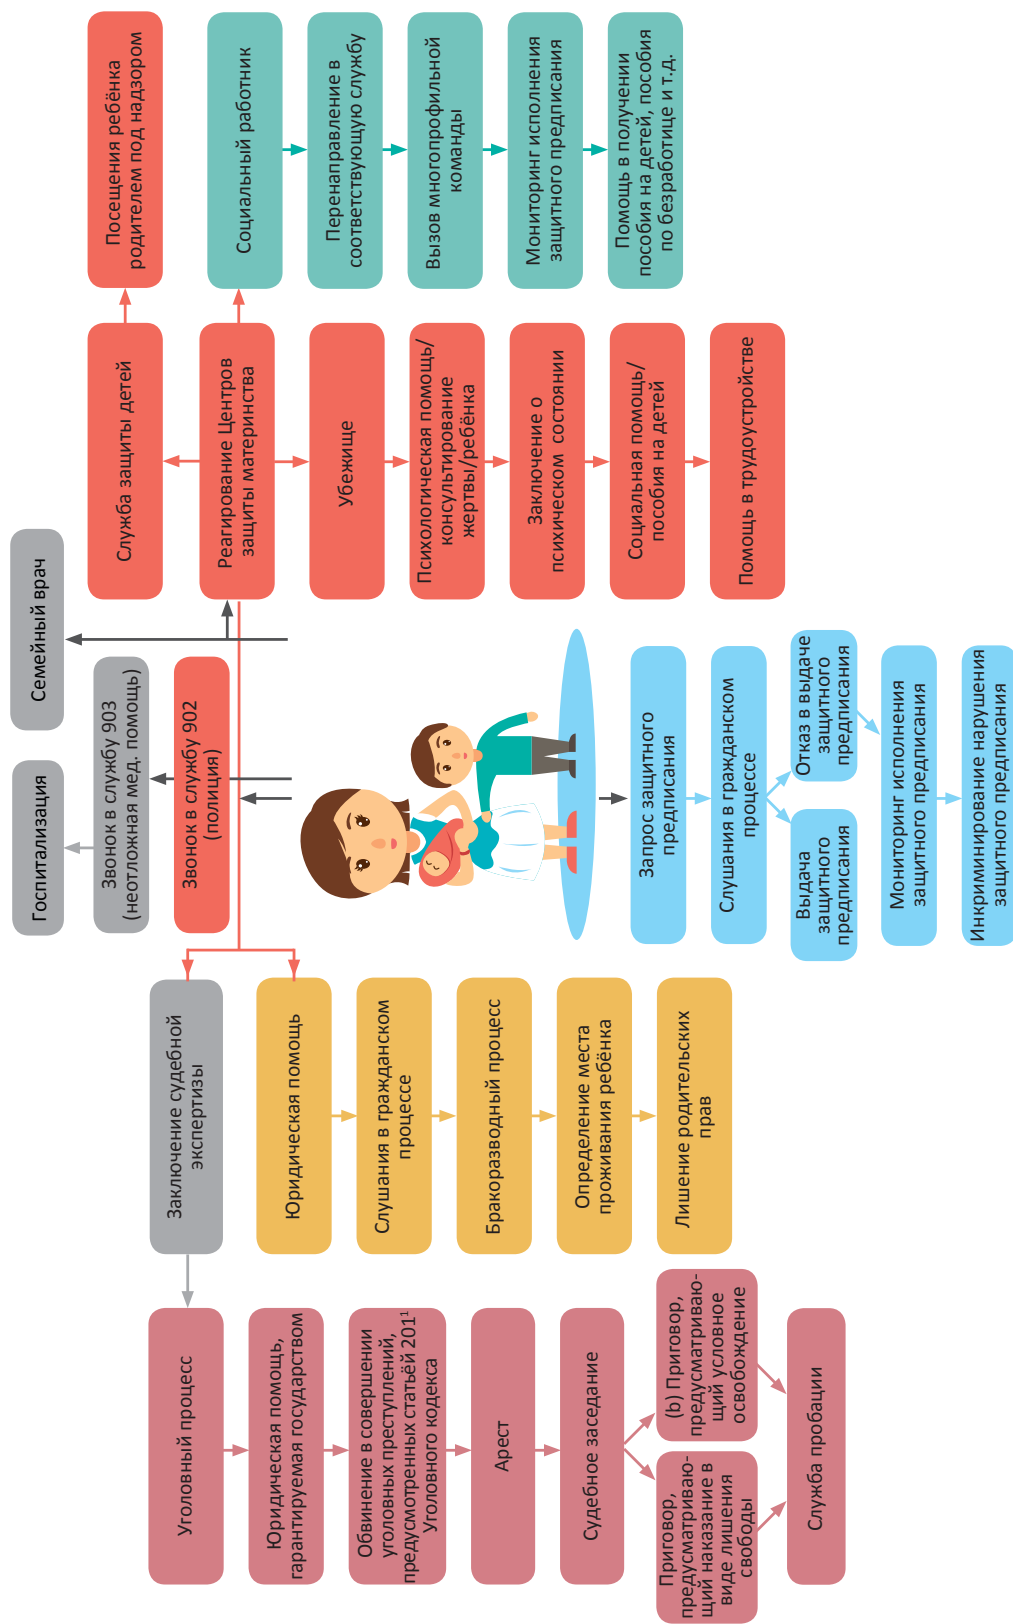 Уголовный процесс
Юридическая помощь,
гарантируемая государством
Обвинение в совершении
уголовных преступлений,
предусмотренных статьёй 201¹
Уголовного кодекса
Арест
Судебное заседание
Приговор,
предусматриваю-
щий наказание в
виде лишения
свободы
(b) Приговор,
предусматриваю-
щий условное
освобождение
Служба пробации
Заключение судебной
экспертизы
Юридическая помощь
Слушания в гражданском
процессе
Бракоразводный процесс
Определение места
проживания ребёнка
Лишение родительских
прав
Госпитализация
Семейный врач
Звонок в службу 903
(неотложная мед. помощь)
Звонок в службу 902
(полиция)
Запрос защитного
предписания
Слушания в гражданском
процессе
Выдача
защитного
предписания
Отказ в выдаче
защитного
предписания
Мониторинг исполнения
защитного предписания
Инкриминирование нарушения
защитного предписания
Служба защиты детей
Реагирование Центров
защиты материнства
Убежище
Психологическая помощь/
консультирование
жертвы/ребёнка
Заключение о
психическом состоянии
Социальная помощь/
пособия на детей
Помощь в трудоустройстве
Посещения ребёнка
родителем под надзором
Социальный работник
Перенаправление в
соответствующую службу
Вызов многопрофильной
команды
Мониторинг исполнения
защитного предписания
Помощь в получении
пособия на детей, пособия
по безработице и т.д.